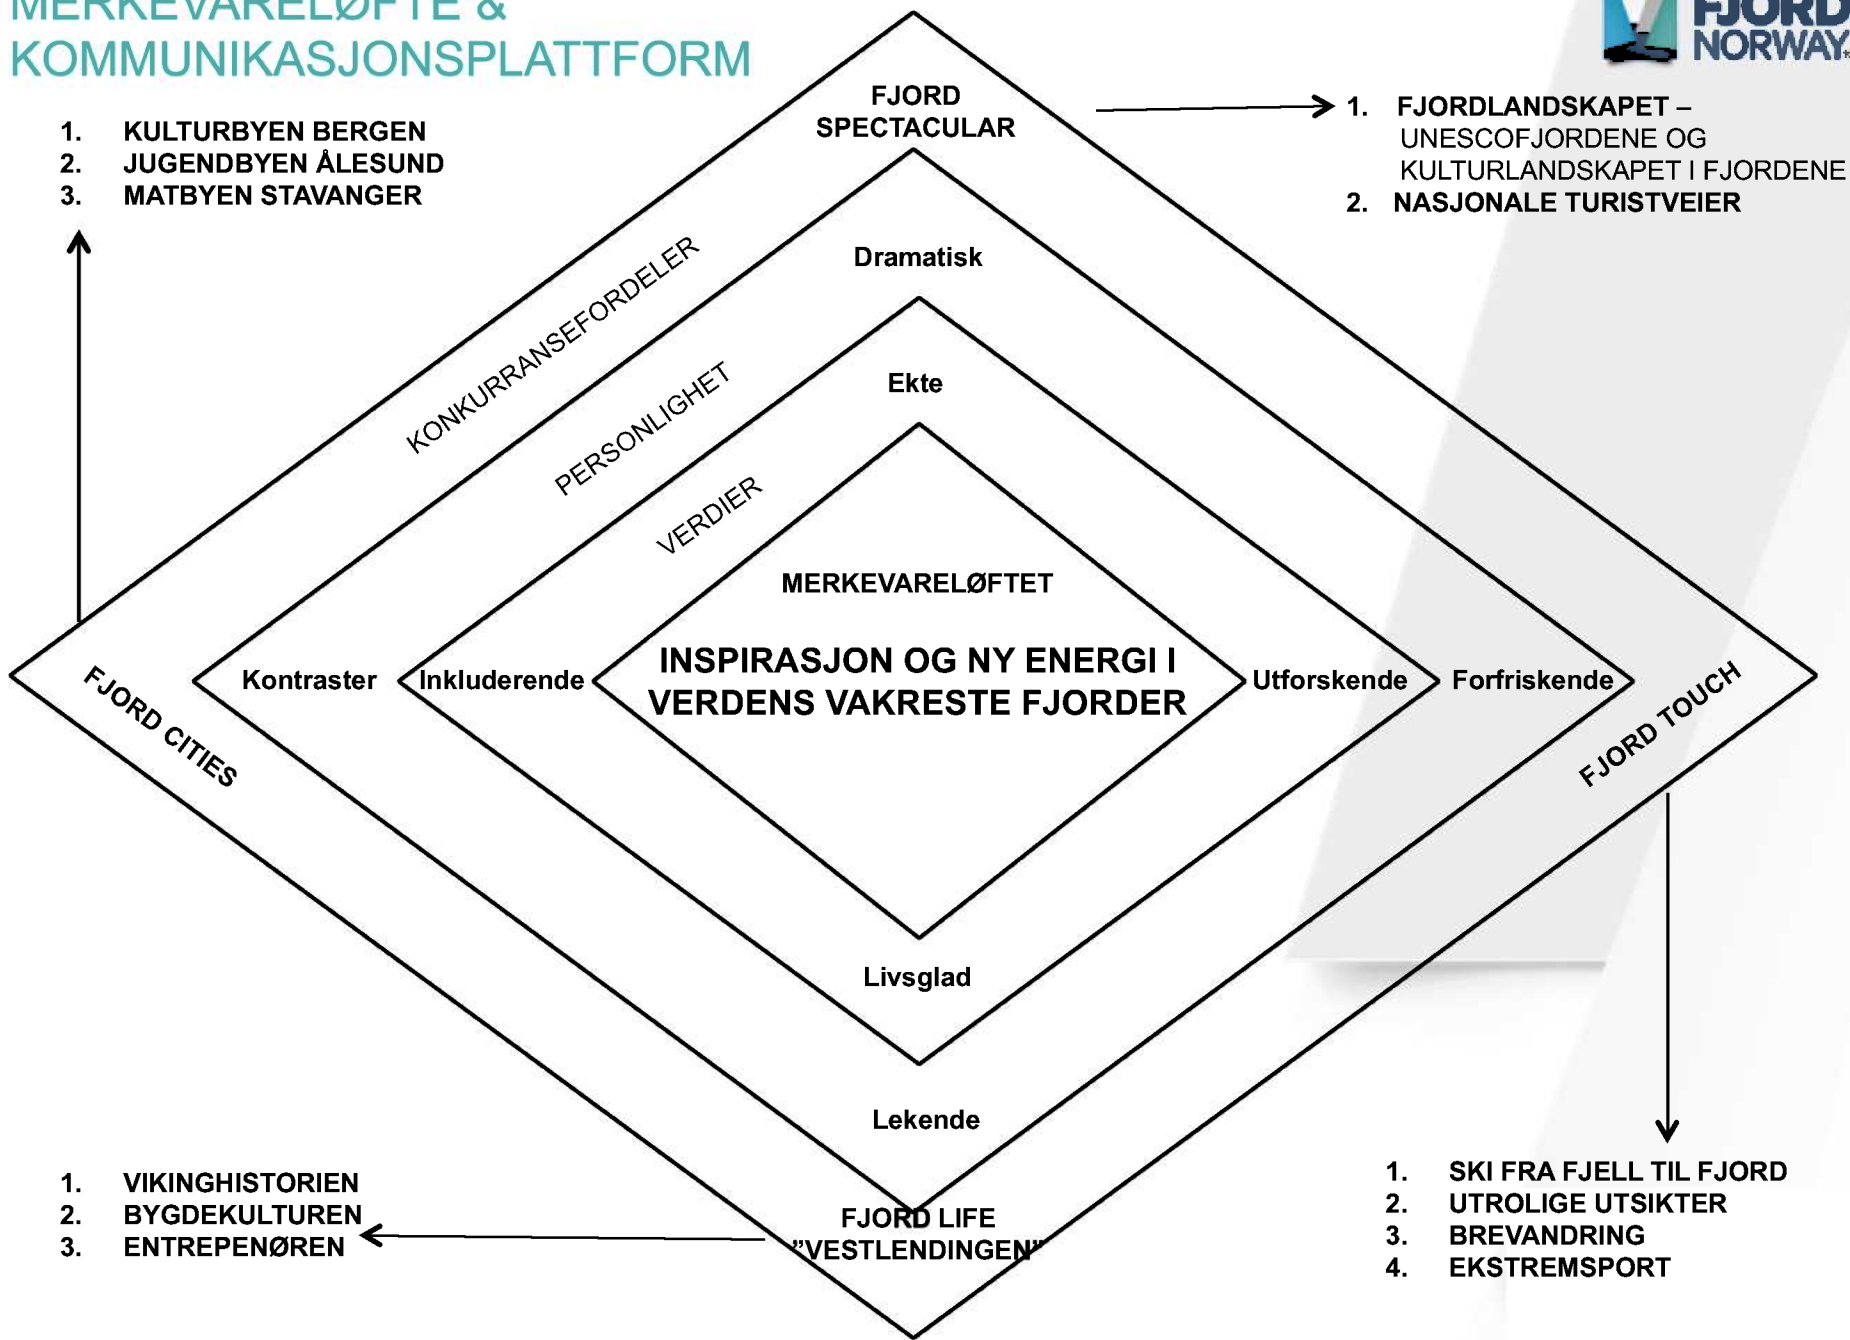 MERKEVARELØFTE &
KOMMUNIKASJONSPLATTFORM
FJORD
NORWAY
1. KULTURBYEN BERGEN
2. JUGENDBYEN ÅLESUND
3. MATBYEN STAVANGER
FJORD
SPECTACULAR
1. FJORDLANDSKAPET –
UNESCOFJORDENE OG
KULTURLANDSKAPET I FJORDENE
2. NASJONALE TURISTVEIER
KONKURRANSEFORDELER
Dramatisk
PERSONLIGHET
Ekte
VERDIER
MERKEVARELØFTET
INSPIRASJON OG NY ENERGI I
VERDENS VAKRESTE FJORDER
FJORD CITIES
Kontraster
Inkluderende
Utforskende
Forfriskende
FJORD TOUCH
Livsglad
Lekende
FJORD LIFE
”VESTLENDINGEN”
1. VIKINGHISTORIEN
2. BYGDEKULTUREN
3. ENTREPENØREN
1. SKI FRA FJELL TIL FJORD
2. UTROLIGE UTSIKTER
3. BREVANDRING
4. EKSTREMSPORT